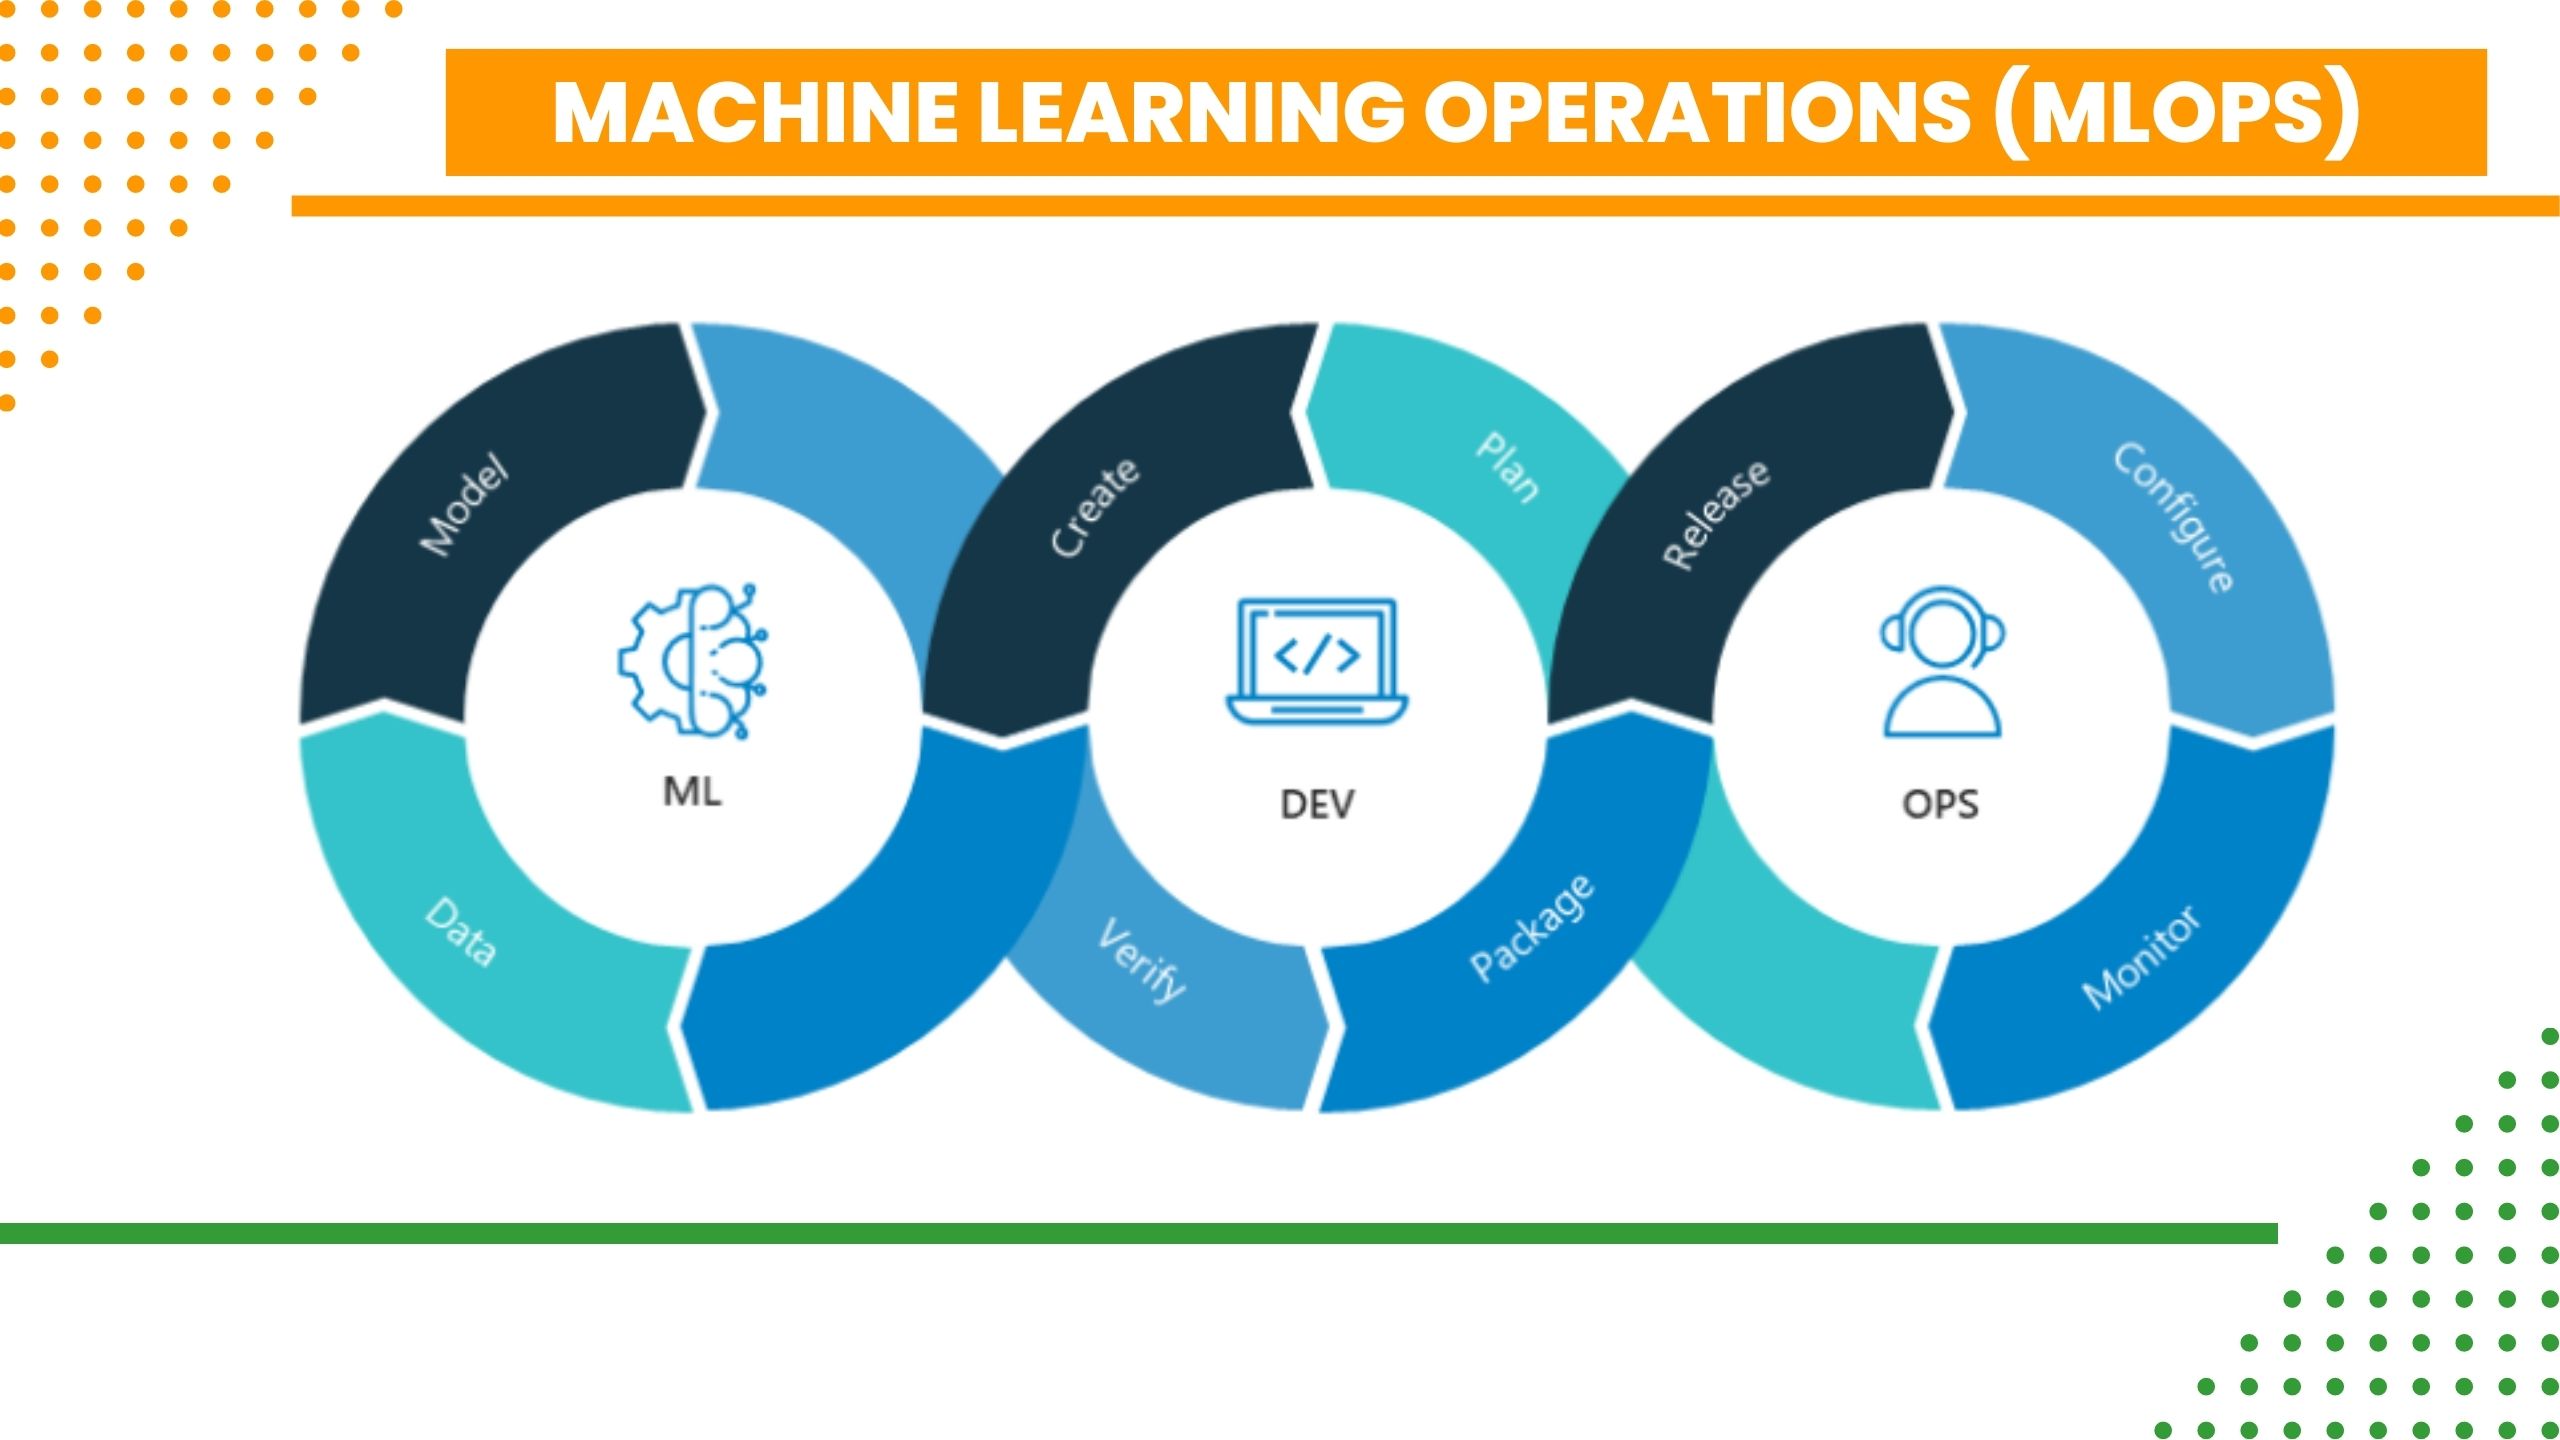 MACHINE LEARNING OPERATIONS (MLOPS)
Model
Data
ML
Create
Plan
Verify
Package
DEV
Release
Configure
Monitor
OPS